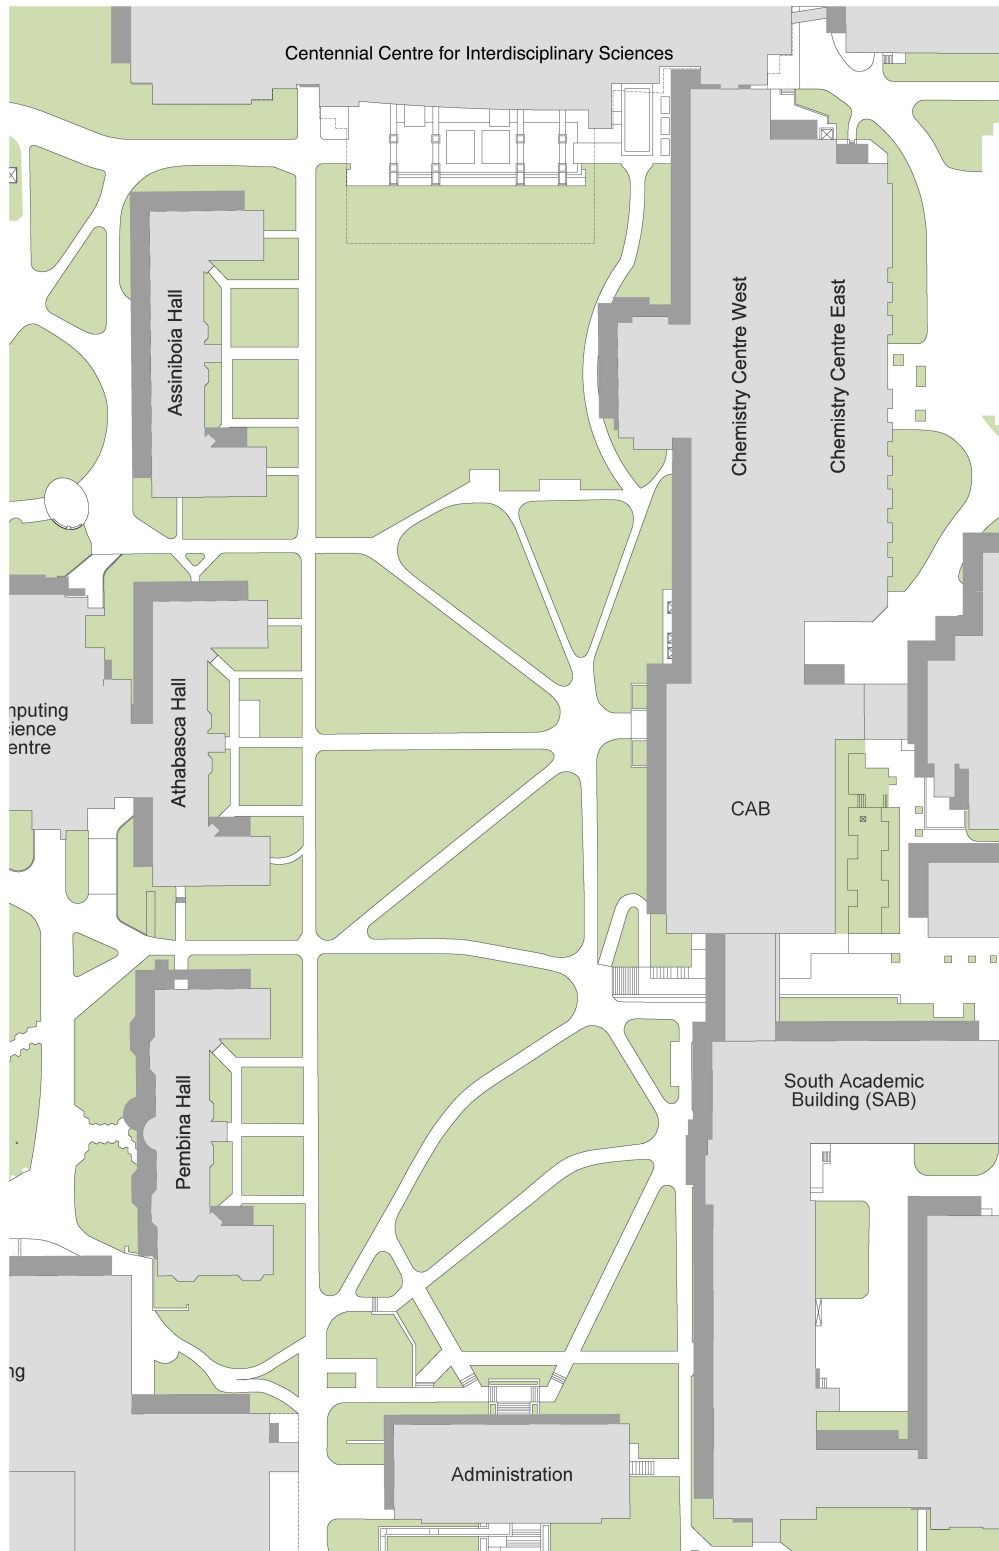 Centennial Centre for Interdisciplinary Sciences
Assiniboia Hall
Chemistry Centre West
Chemistry Centre East
nputing
cience
entre
Athabasca Hall
CAB
South Academic
Building (SAB)
Pembina Hall
ng
Administration